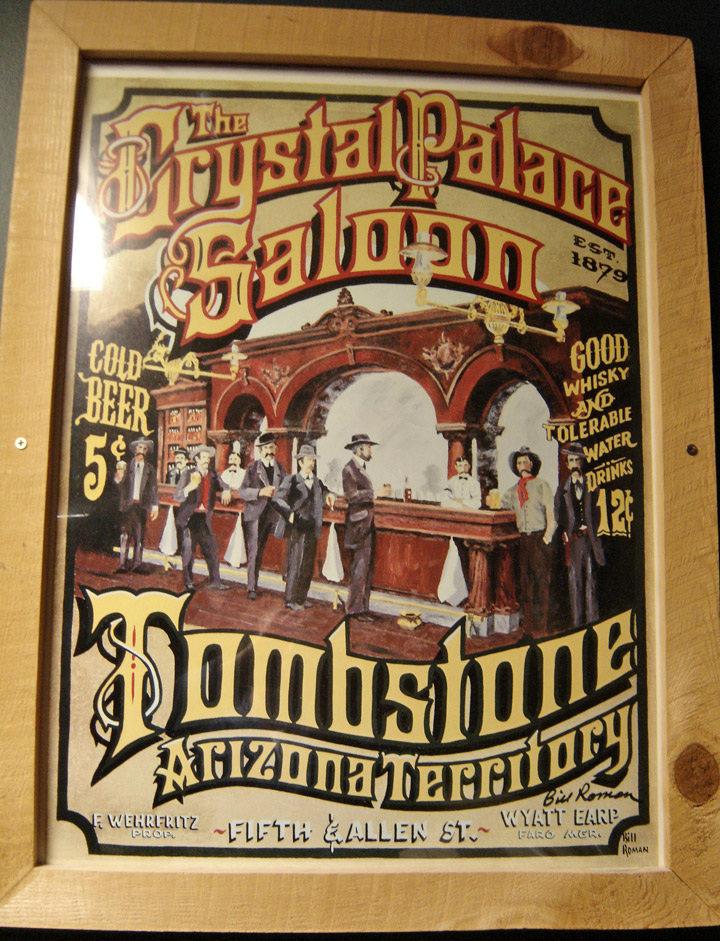 The
Crystal Palace
Saloon
EST.
1879
COLD
BEER
5¢
GOOD
WHISKY
AND
TOLERABLE
WATER
DRINKS
12¢
Tombstone
Arizona Territory
Bill Roman
F. WEHRFRITZ
PROP.
~FIFTH & ALLEN ST.~
WYATT EARP
FARO MGR.
Bill
ROMAN